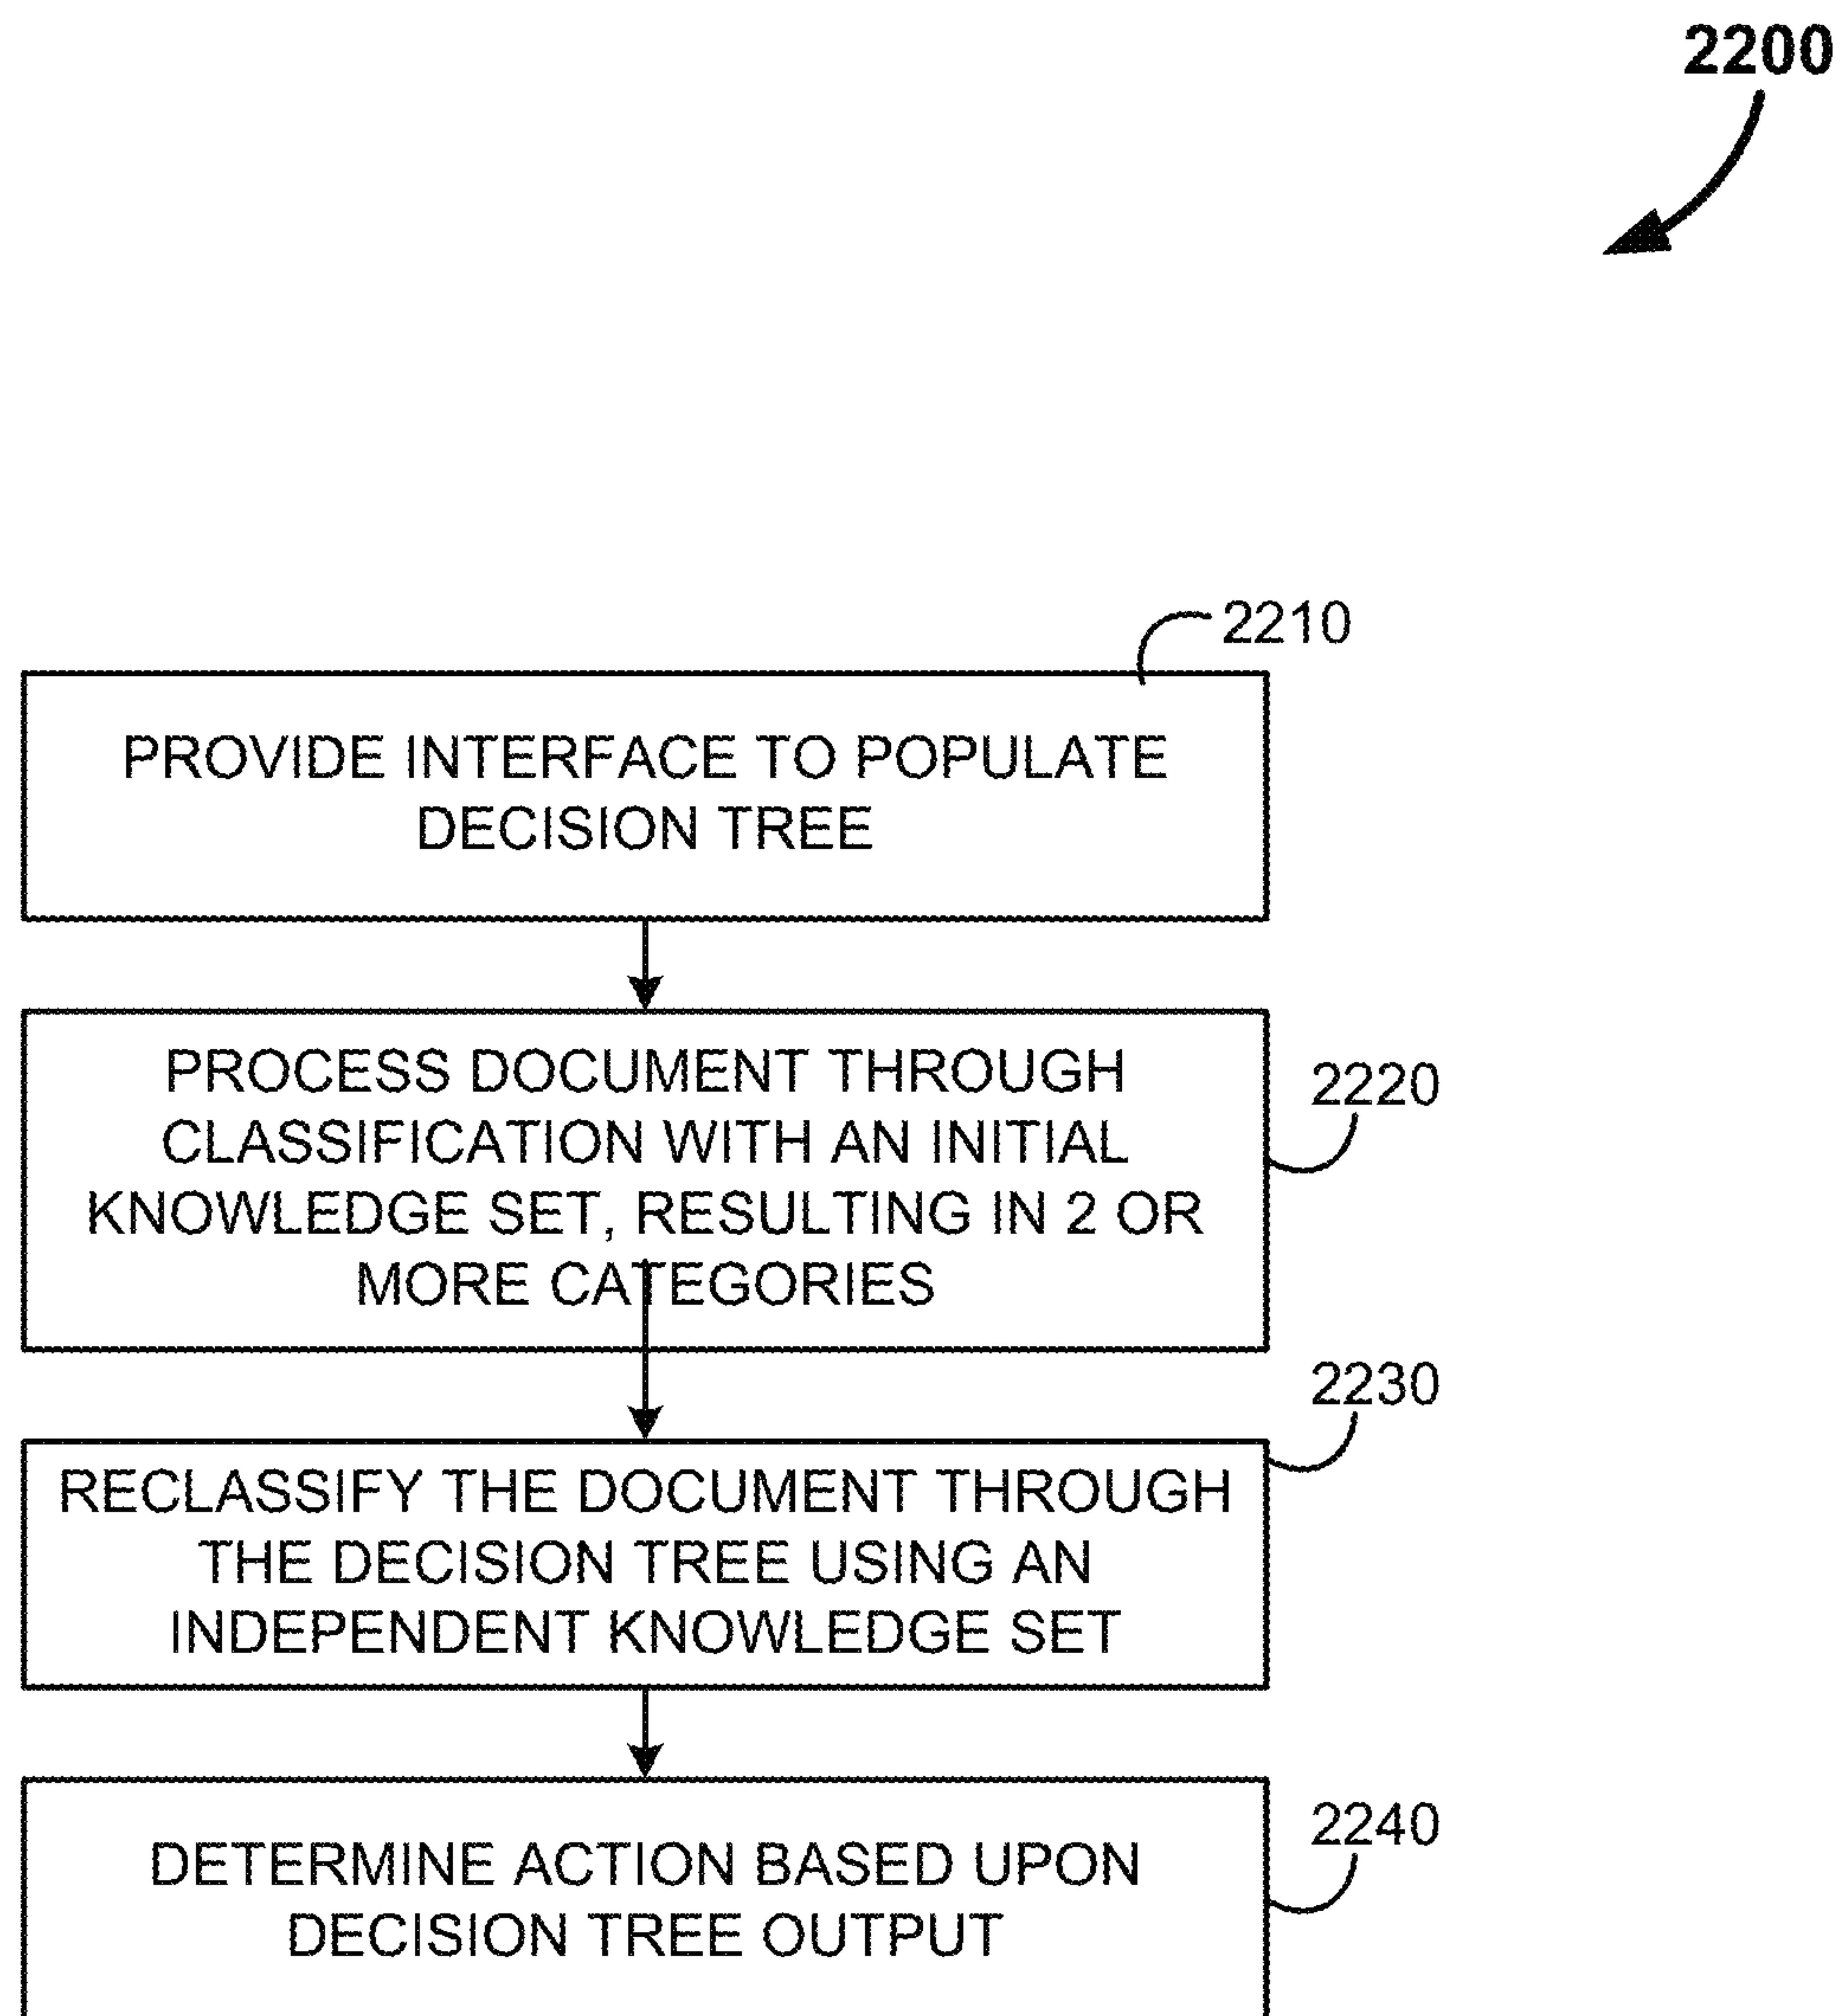 2200
2210
PROVIDE INTERFACE TO POPULATE
DECISION TREE
PROCESS DOCUMENT THROUGH
CLASSIFICATION WITH AN INITIAL
KNOWLEDGE SET, RESULTING IN 2 OR
MORE CATEGORIES
2220
2230
RECLASSIFY THE DOCUMENT THROUGH
THE DECISION TREE USING AN
INDEPENDENT KNOWLEDGE SET
2240
DETERMINE ACTION BASED UPON
DECISION TREE OUTPUT